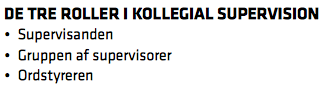 DE TRE ROLLER I KOLLEGIAL SUPERVISION
• Supervisanden
• Gruppen af supervisorer
• Ordstyreren